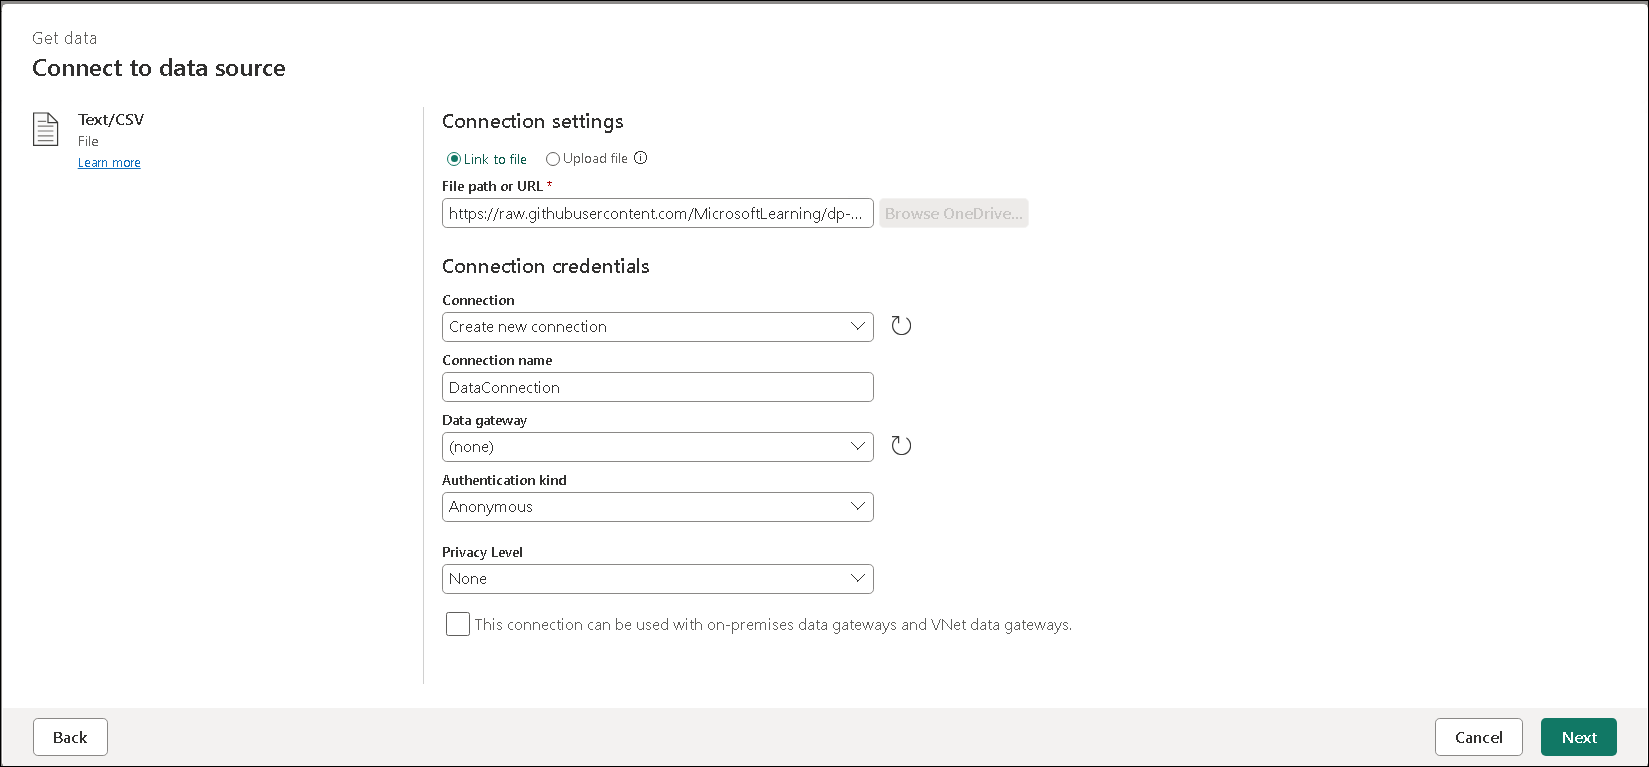 Get data
Connect to data source
Text/CSV
File
Learn more
Connection settings
Link to file Upload file
File path or URL *
https://raw.githubusercontent.com/MicrosoftLearning/dp-... Browse OneDrive...
Connection credentials
Connection
Create new connection
Connection name
DataConnection
Data gateway
(none)
Authentication kind
Anonymous
Privacy Level
None
This connection can be used with on-premises data gateways and VNet data gateways.
Back Cancel Next